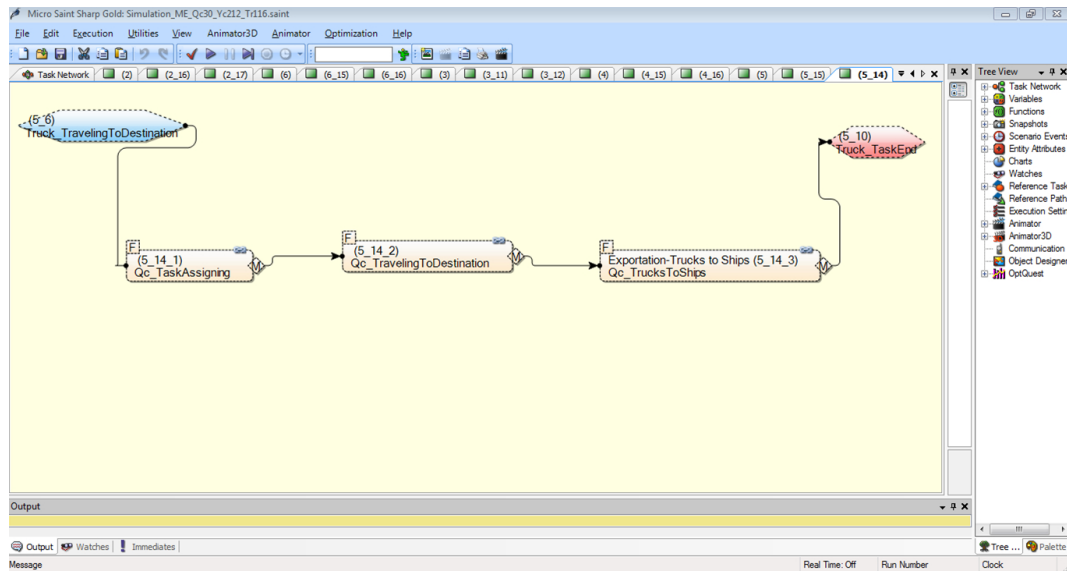 Micro Saint Sharp Gold: Simulation_ME_Qc30_Yc212_Tr116.saint
File Edit Execution Utilities View Animator3D Animator Optimization Help
Task Network (2) (2_16) (2_17) (6) (6_15) (6_16) (3) (3_11) (3_12) (4) (4_15) (4_16) (5) (5_15) (5_14)
Tree View
(5_6)
Truck_TravelingToDestination
(5_10)
Truck_TaskEnd
F
(5_14_1)
Qc_TaskAssigning
M
F
(5_14_2)
Qc_TravelingToDestination
M
F
Exportation-Trucks to Ships (5_14_3)
Qc_TrucksToShips
M
Task Network
Variables
Functions
Snapshots
Scenario Events
Entity Attributes
Charts
Watches
Reference Task
Reference Path
Execution Settin
Animator
Animator3D
Communication
Object Designer
OptQuest
Output
Output Watches Immediates
Tree ... Palette
Message Real Time: Off Run Number Clock